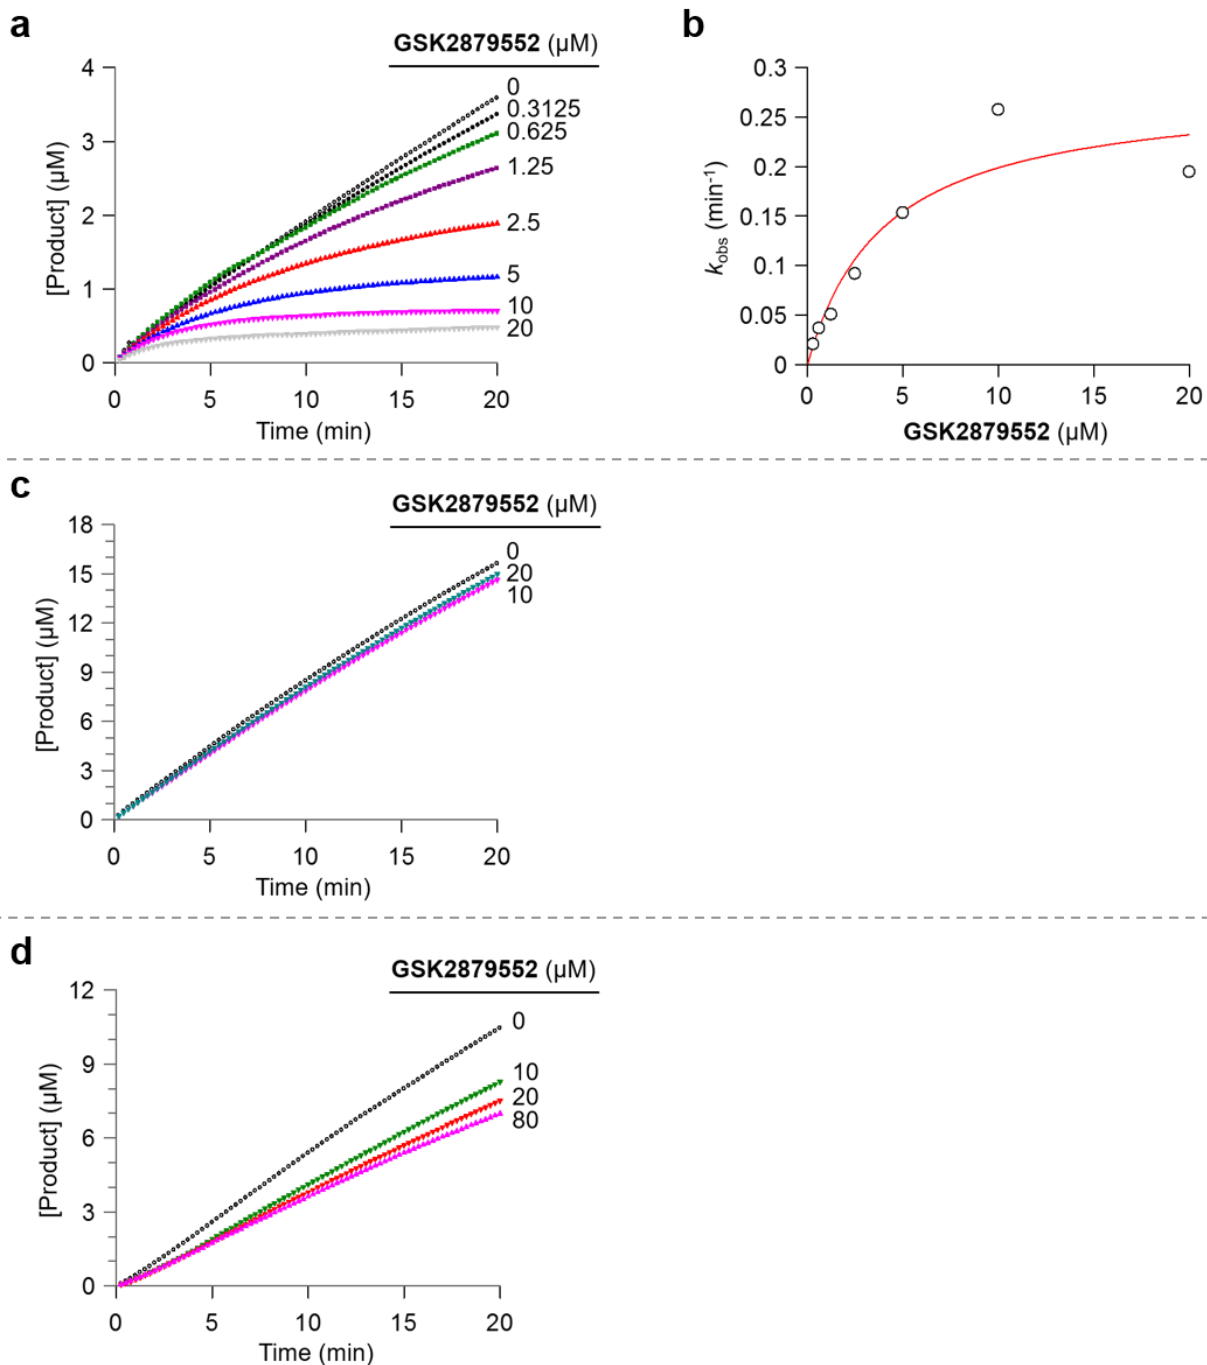 a
GSK2879552 (µM)
4
3
2
1
0
[Product] (µM)
0
0.3125
0.625
1.25
2.5
5
10
20
0 5 10 15 20
Time (min)
b
0.3
0.25
0.2
0.15
0.1
0.05
0
kobs (min-1)
0 5 10 15 20
GSK2879552 (µM)
c
GSK2879552 (µM)
18
15
12
9
6
3
0
[Product] (µM)
0
20
10
0 5 10 15 20
Time (min)
d
GSK2879552 (µM)
12
9
6
3
0
[Product] (µM)
0
10
20
80
0 5 10 15 20
Time (min)